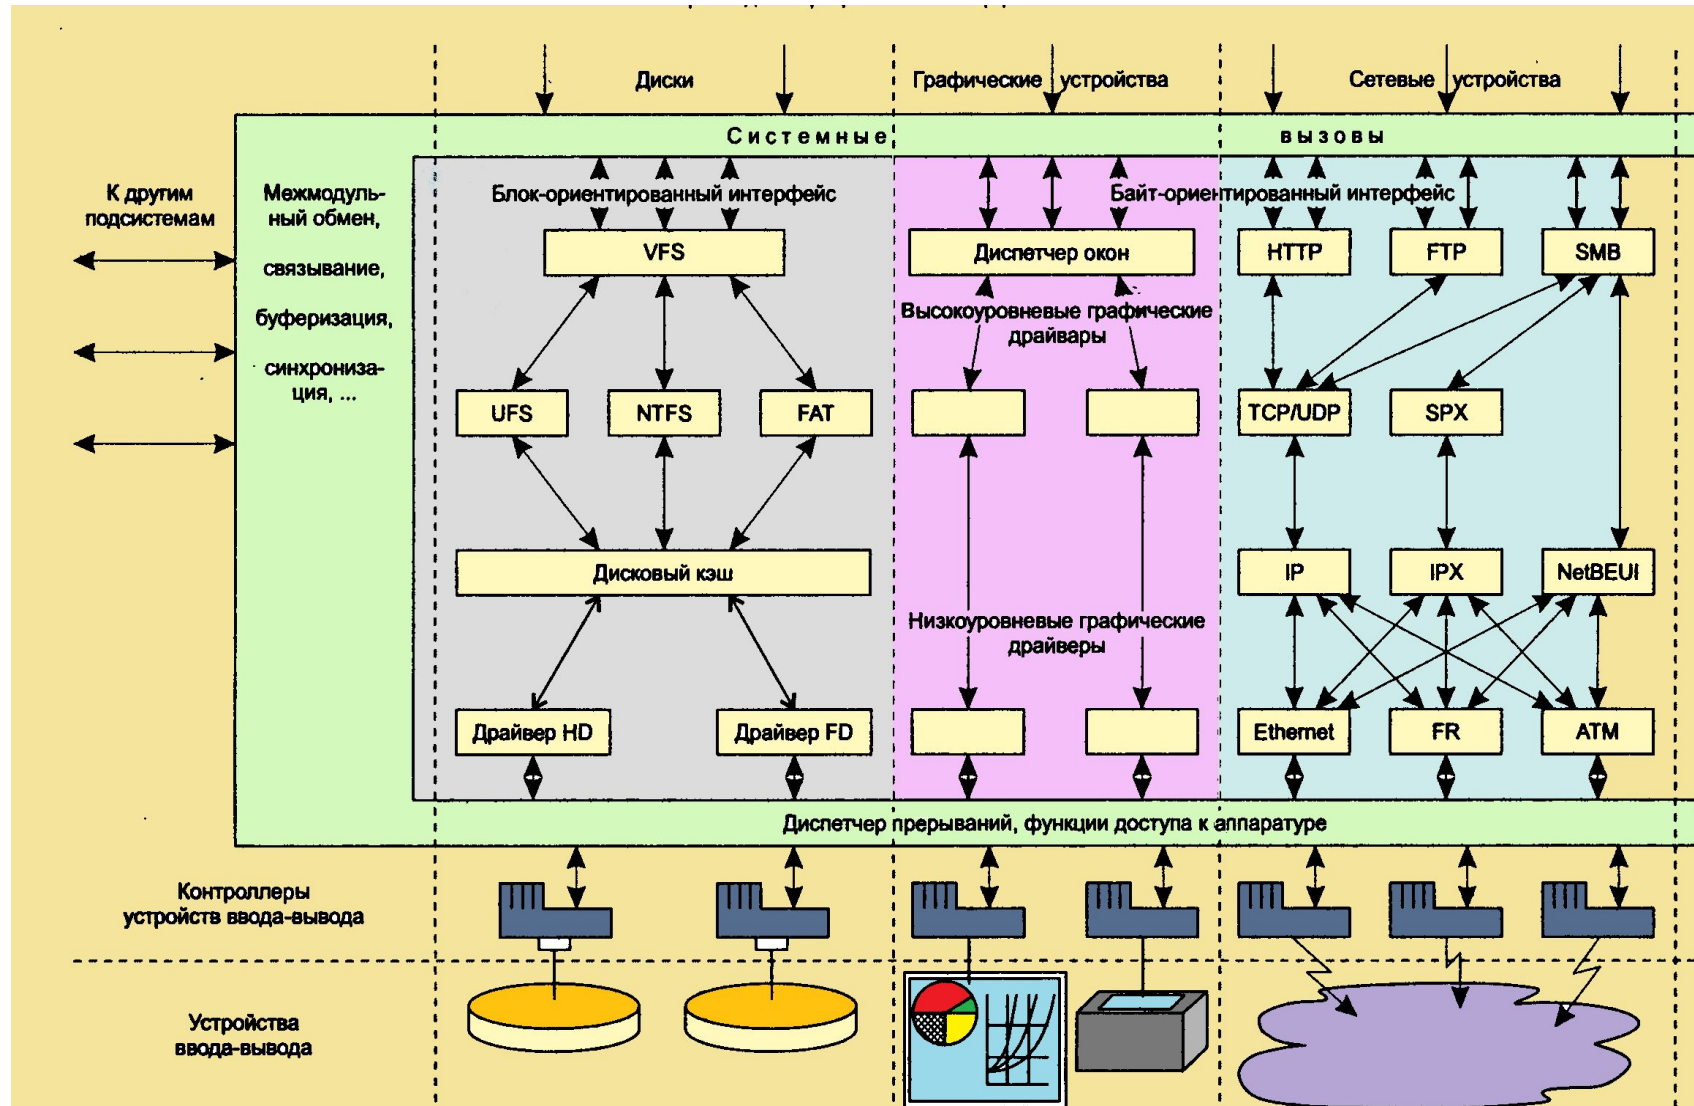 Диски
Графические устройства
Сетевые устройства
Системные вызовы
К другим
подсистемам
Межмодуль-
ный обмен,
связывание,
буферизация,
синхрониза-
ция, ...
Блок-ориентированный интерфейс
Байт-ориентированный интерфейс
VFS
Диспетчер окон
HTTP
FTP
SMB
Высокоуровневые графические
драйвары
UFS
NTFS
FAT
TCP/UDP
SPX
Дисковый кэш
IP
IPX
NetBEUI
Низкоуровневые графические
драйверы
Драйвер HD
Драйвер FD
Ethernet
FR
ATM
Диспетчер прерываний, функции доступа к аппаратуре
Контроллеры
устройств ввода-вывода
Устройства
ввода-вывода